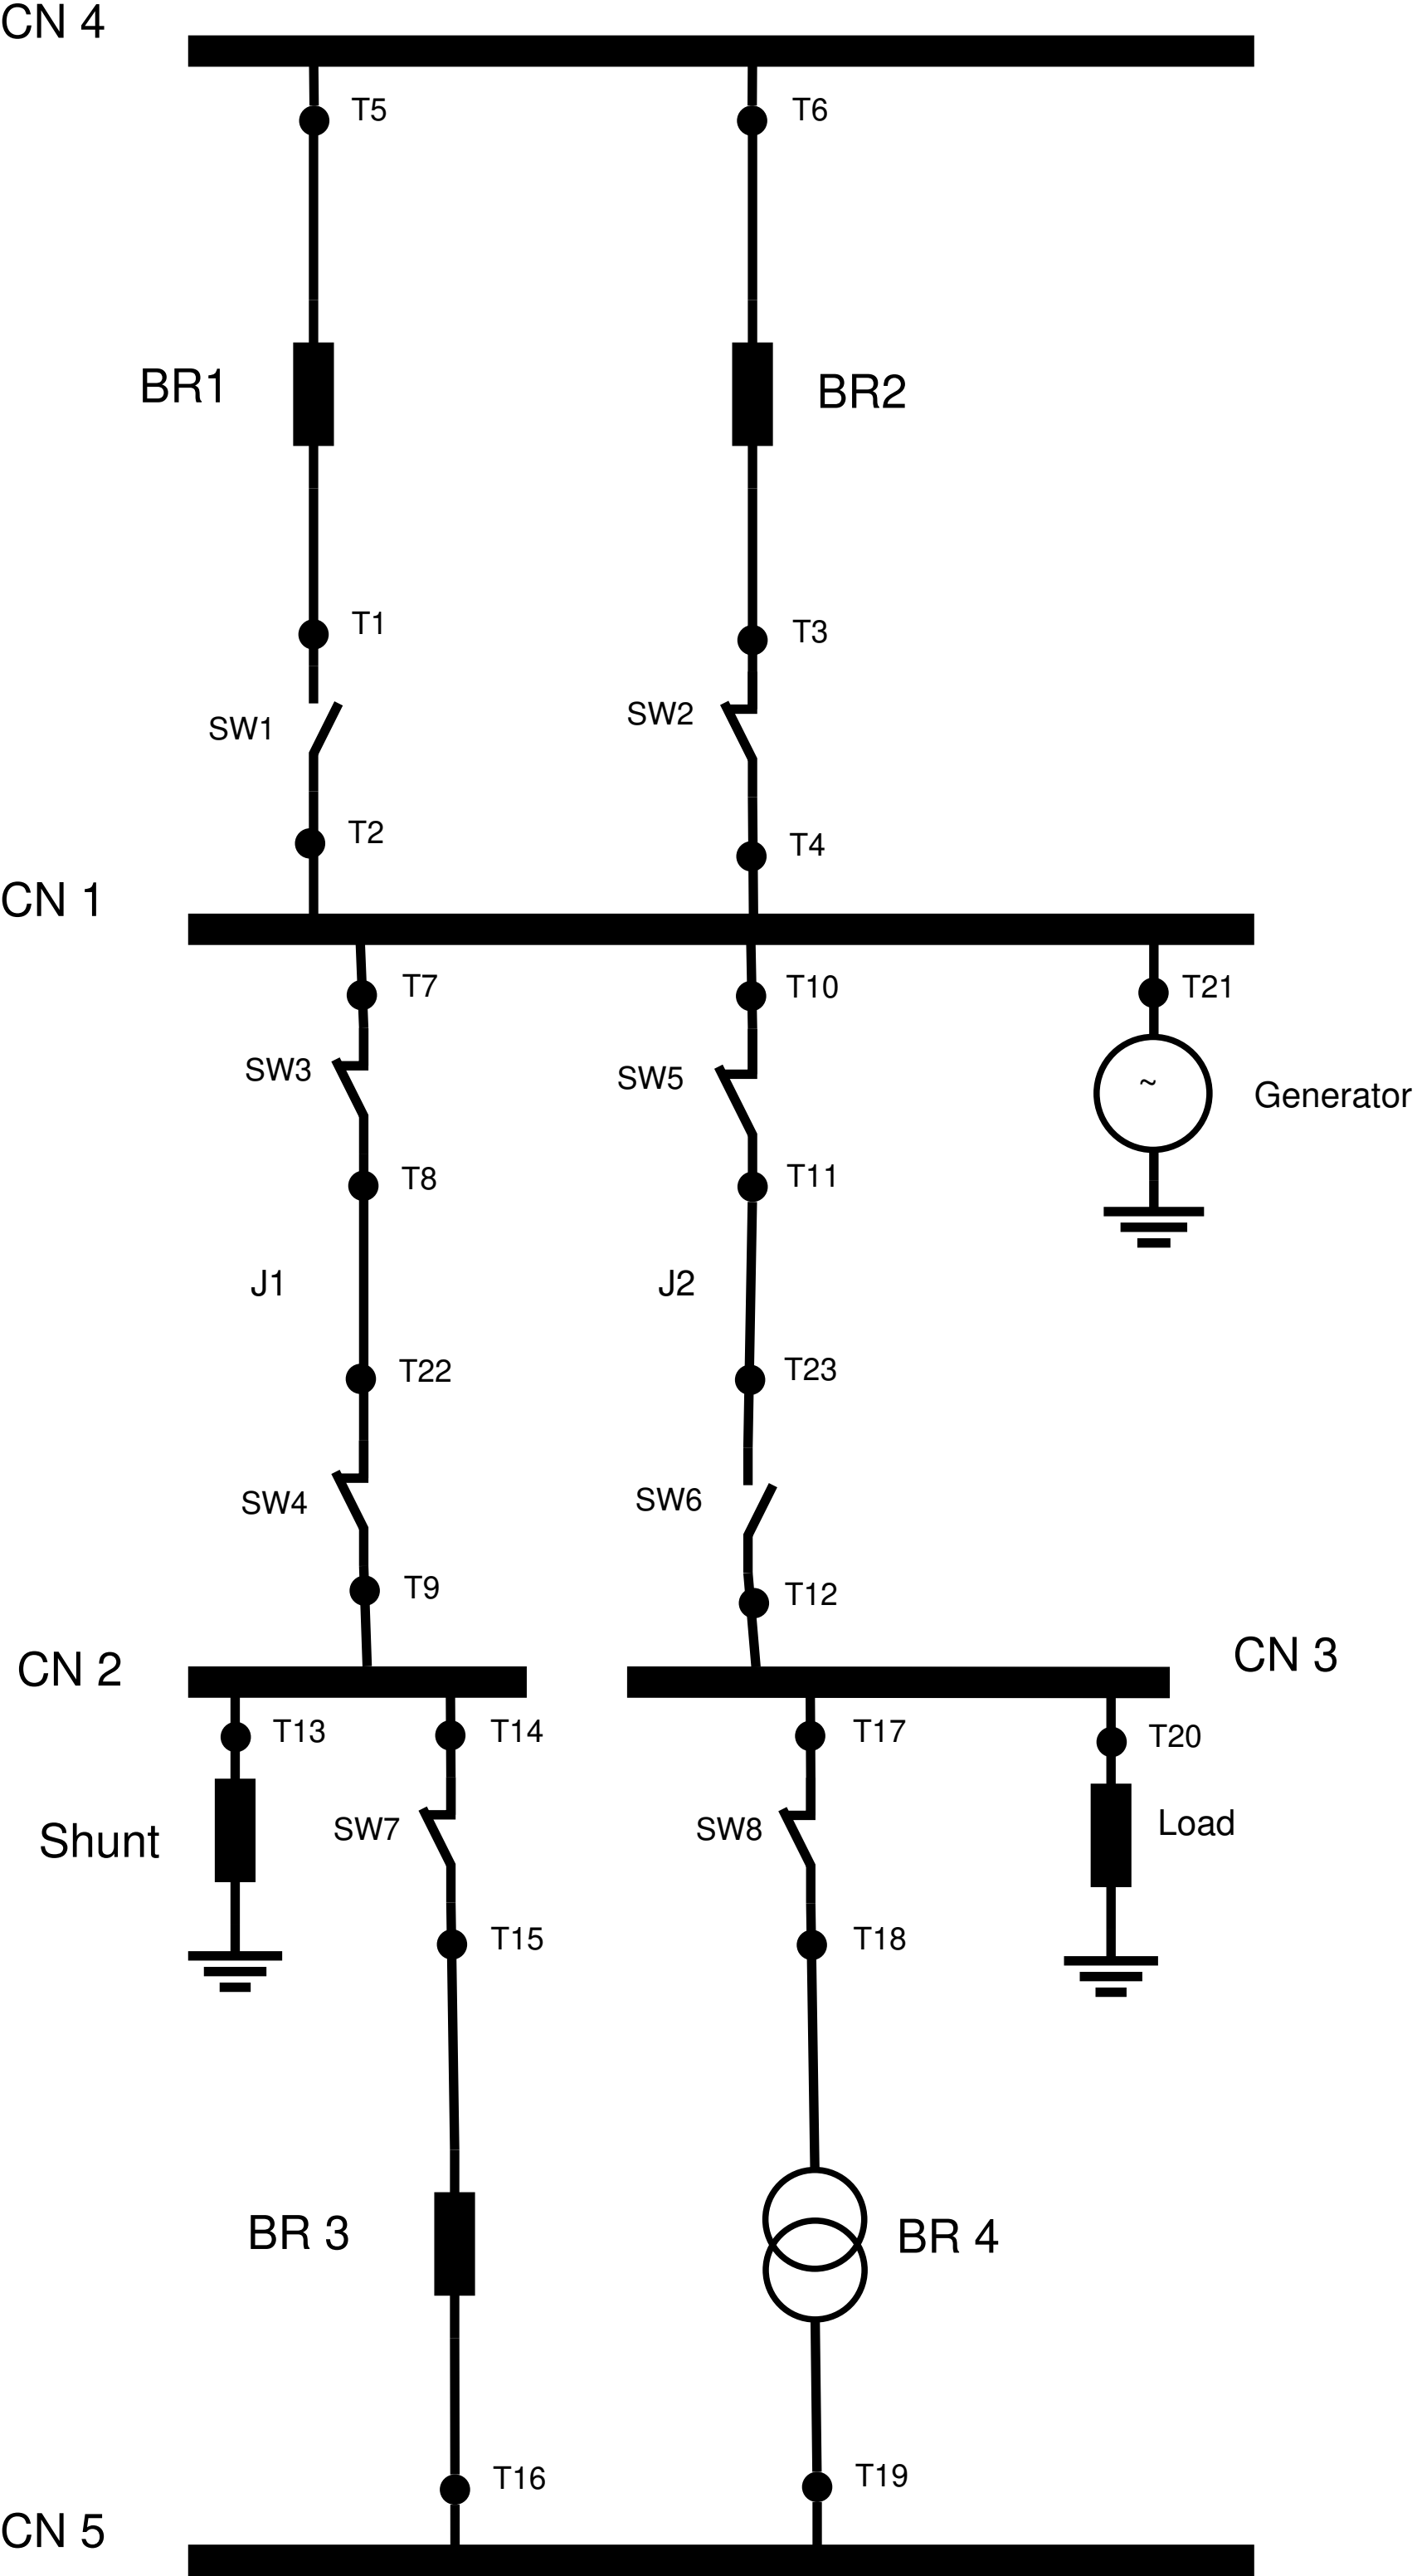 CN 4
T5
T6
BR1
BR2
T1
T3
SW1
SW2
T2
T4
CN 1
T7
T10
T21
SW3
SW5
~
Generator
T8
T11
J1
J2
T22
T23
SW4
SW6
T9
T12
CN 2
CN 3
T13
T14
T17
T20
Shunt
SW7
SW8
Load
T15
T18
BR 3
BR 4
T16
T19
CN 5